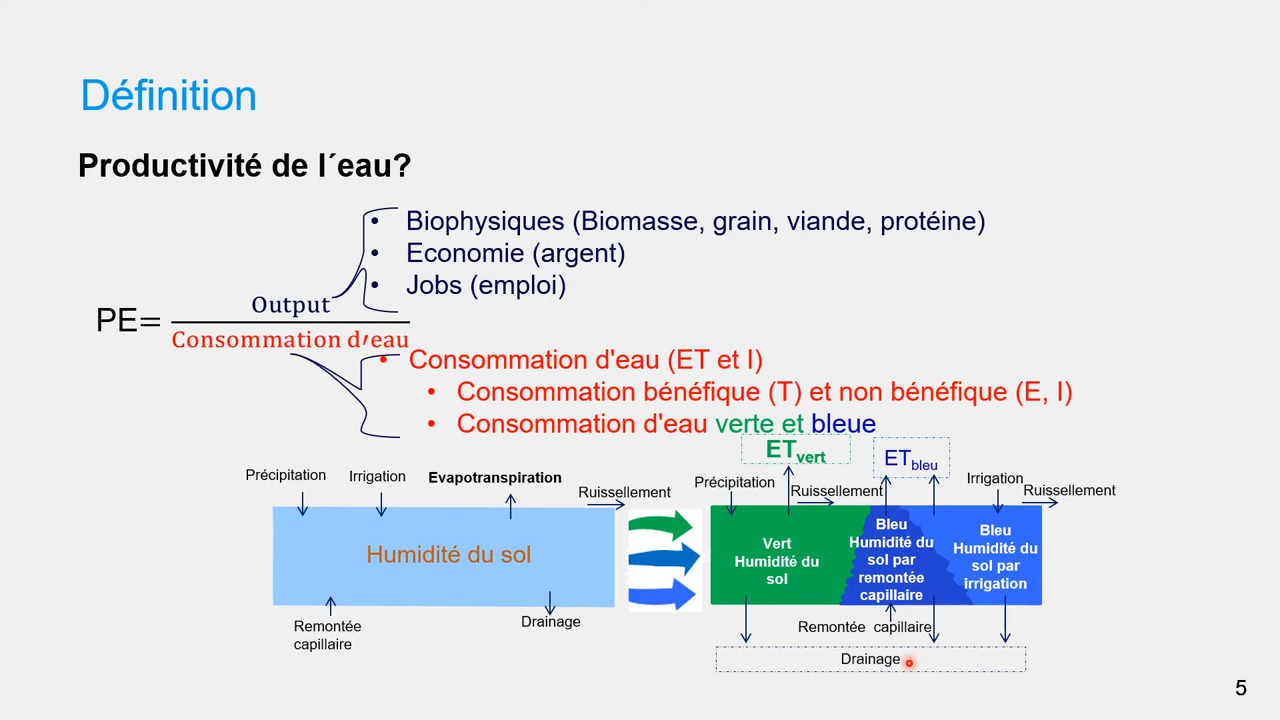 Définition
Productivité de l´eau?
• Biophysiques (Biomasse, grain, viande, protéine)
• Economie (argent)
• Jobs (emploi)
PE=
Output
Consommation d′eau
• Consommation d'eau (ET et I)
• Consommation bénéfique (T) et non bénéfique (E, I)
• Consommation d'eau verte et bleue
Précipitation
Irrigation
Evapotranspiration
Ruissellement
Humidité du sol
Remontée
capillaire
Drainage
ETvert
ETbleu
Précipitation
Ruissellement
Irrigation
Ruissellement
Vert
Humidité du
sol
Bleu
Humidité du
sol par
remontée
capillaire
Bleu
Humidité du
sol par
irrigation
Remontée capillaire
Drainage
5